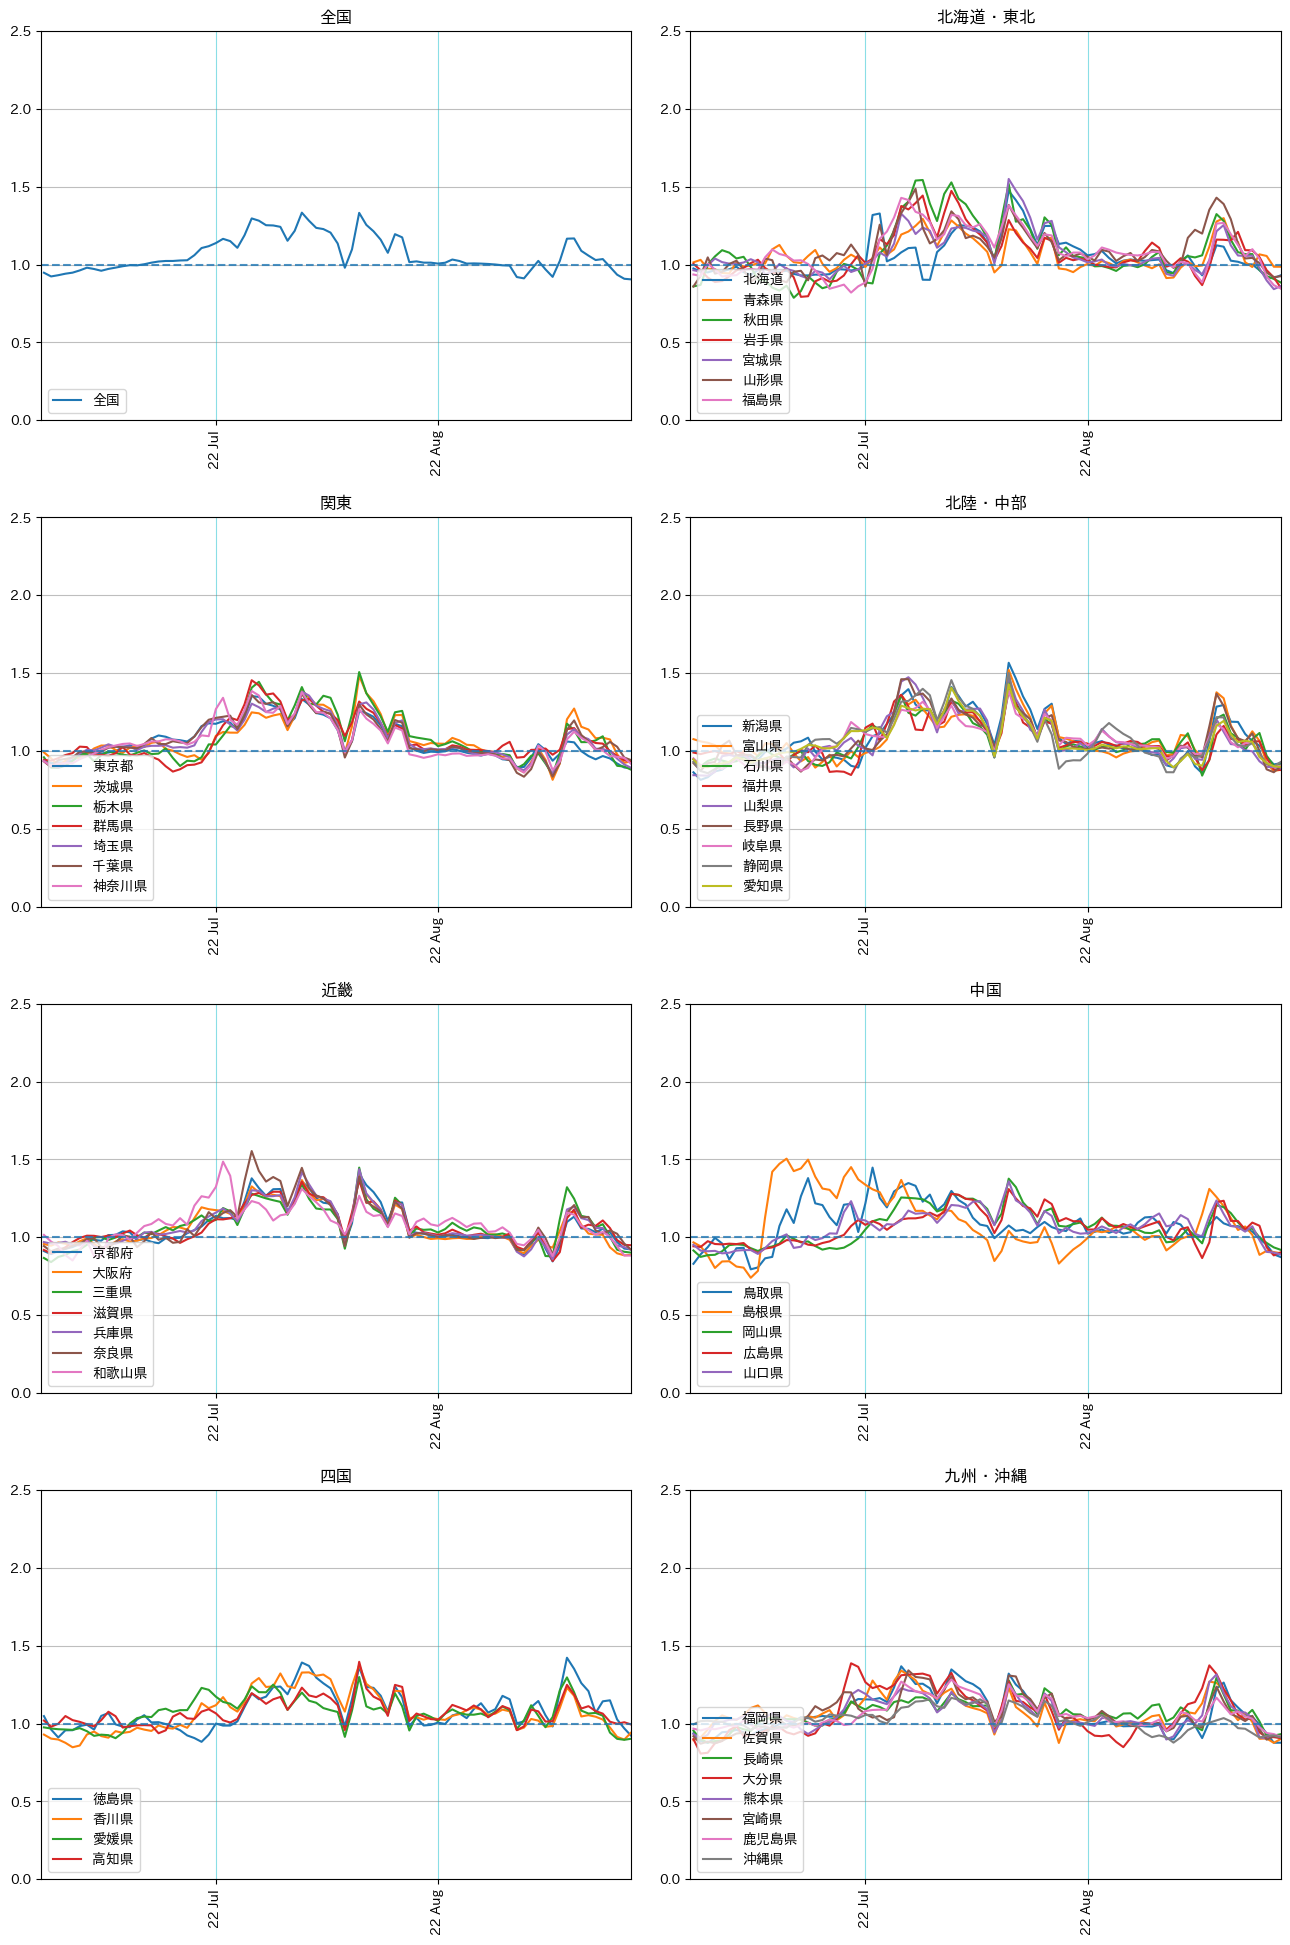 全国
2.5
2.0
1.5
1.0
0.5
0.0
全国
22 Jul
22 Aug
北海道・東北
2.5
2.0
1.5
1.0
0.5
0.0
北海道
青森県
秋田県
岩手県
宮城県
山形県
福島県
22 Jul
22 Aug
関東
2.5
2.0
1.5
1.0
0.5
0.0
東京都
茨城県
栃木県
群馬県
埼玉県
千葉県
神奈川県
22 Jul
22 Aug
北陸・中部
2.5
2.0
1.5
1.0
0.5
0.0
新潟県
富山県
石川県
福井県
山梨県
長野県
岐阜県
静岡県
愛知県
22 Jul
22 Aug
近畿
2.5
2.0
1.5
1.0
0.5
0.0
京都府
大阪府
三重県
滋賀県
兵庫県
奈良県
和歌山県
22 Jul
22 Aug
中国
2.5
2.0
1.5
1.0
0.5
0.0
鳥取県
島根県
岡山県
広島県
山口県
22 Jul
22 Aug
四国
2.5
2.0
1.5
1.0
0.5
0.0
徳島県
香川県
愛媛県
高知県
22 Jul
22 Aug
九州・沖縄
2.5
2.0
1.5
1.0
0.5
0.0
福岡県
佐賀県
長崎県
大分県
熊本県
宮崎県
鹿児島県
沖縄県
22 Jul
22 Aug